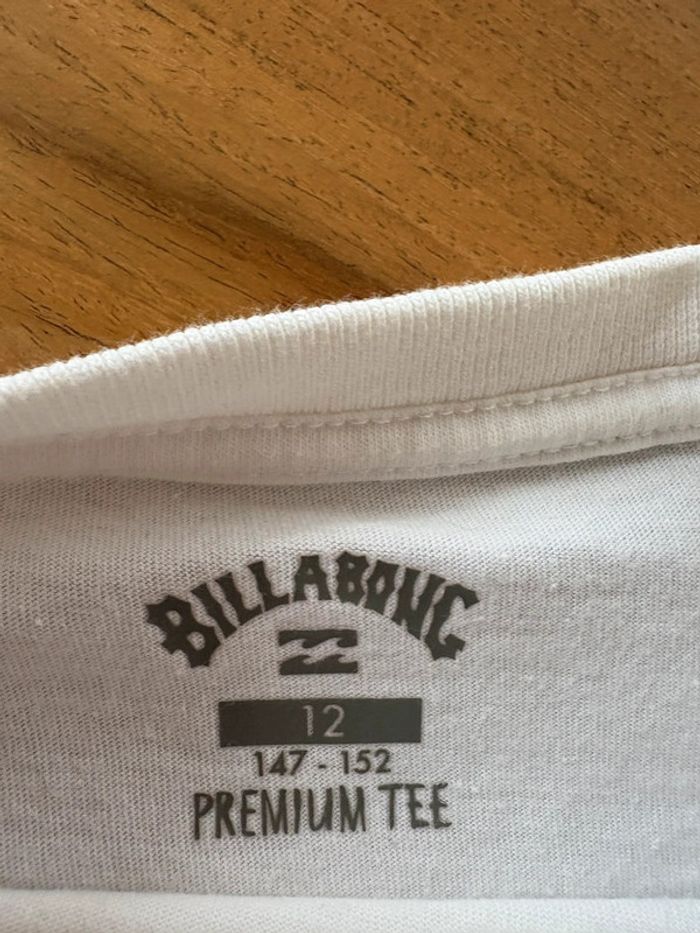 BILLABONG
12
147 - 152
PREMIUM TEE